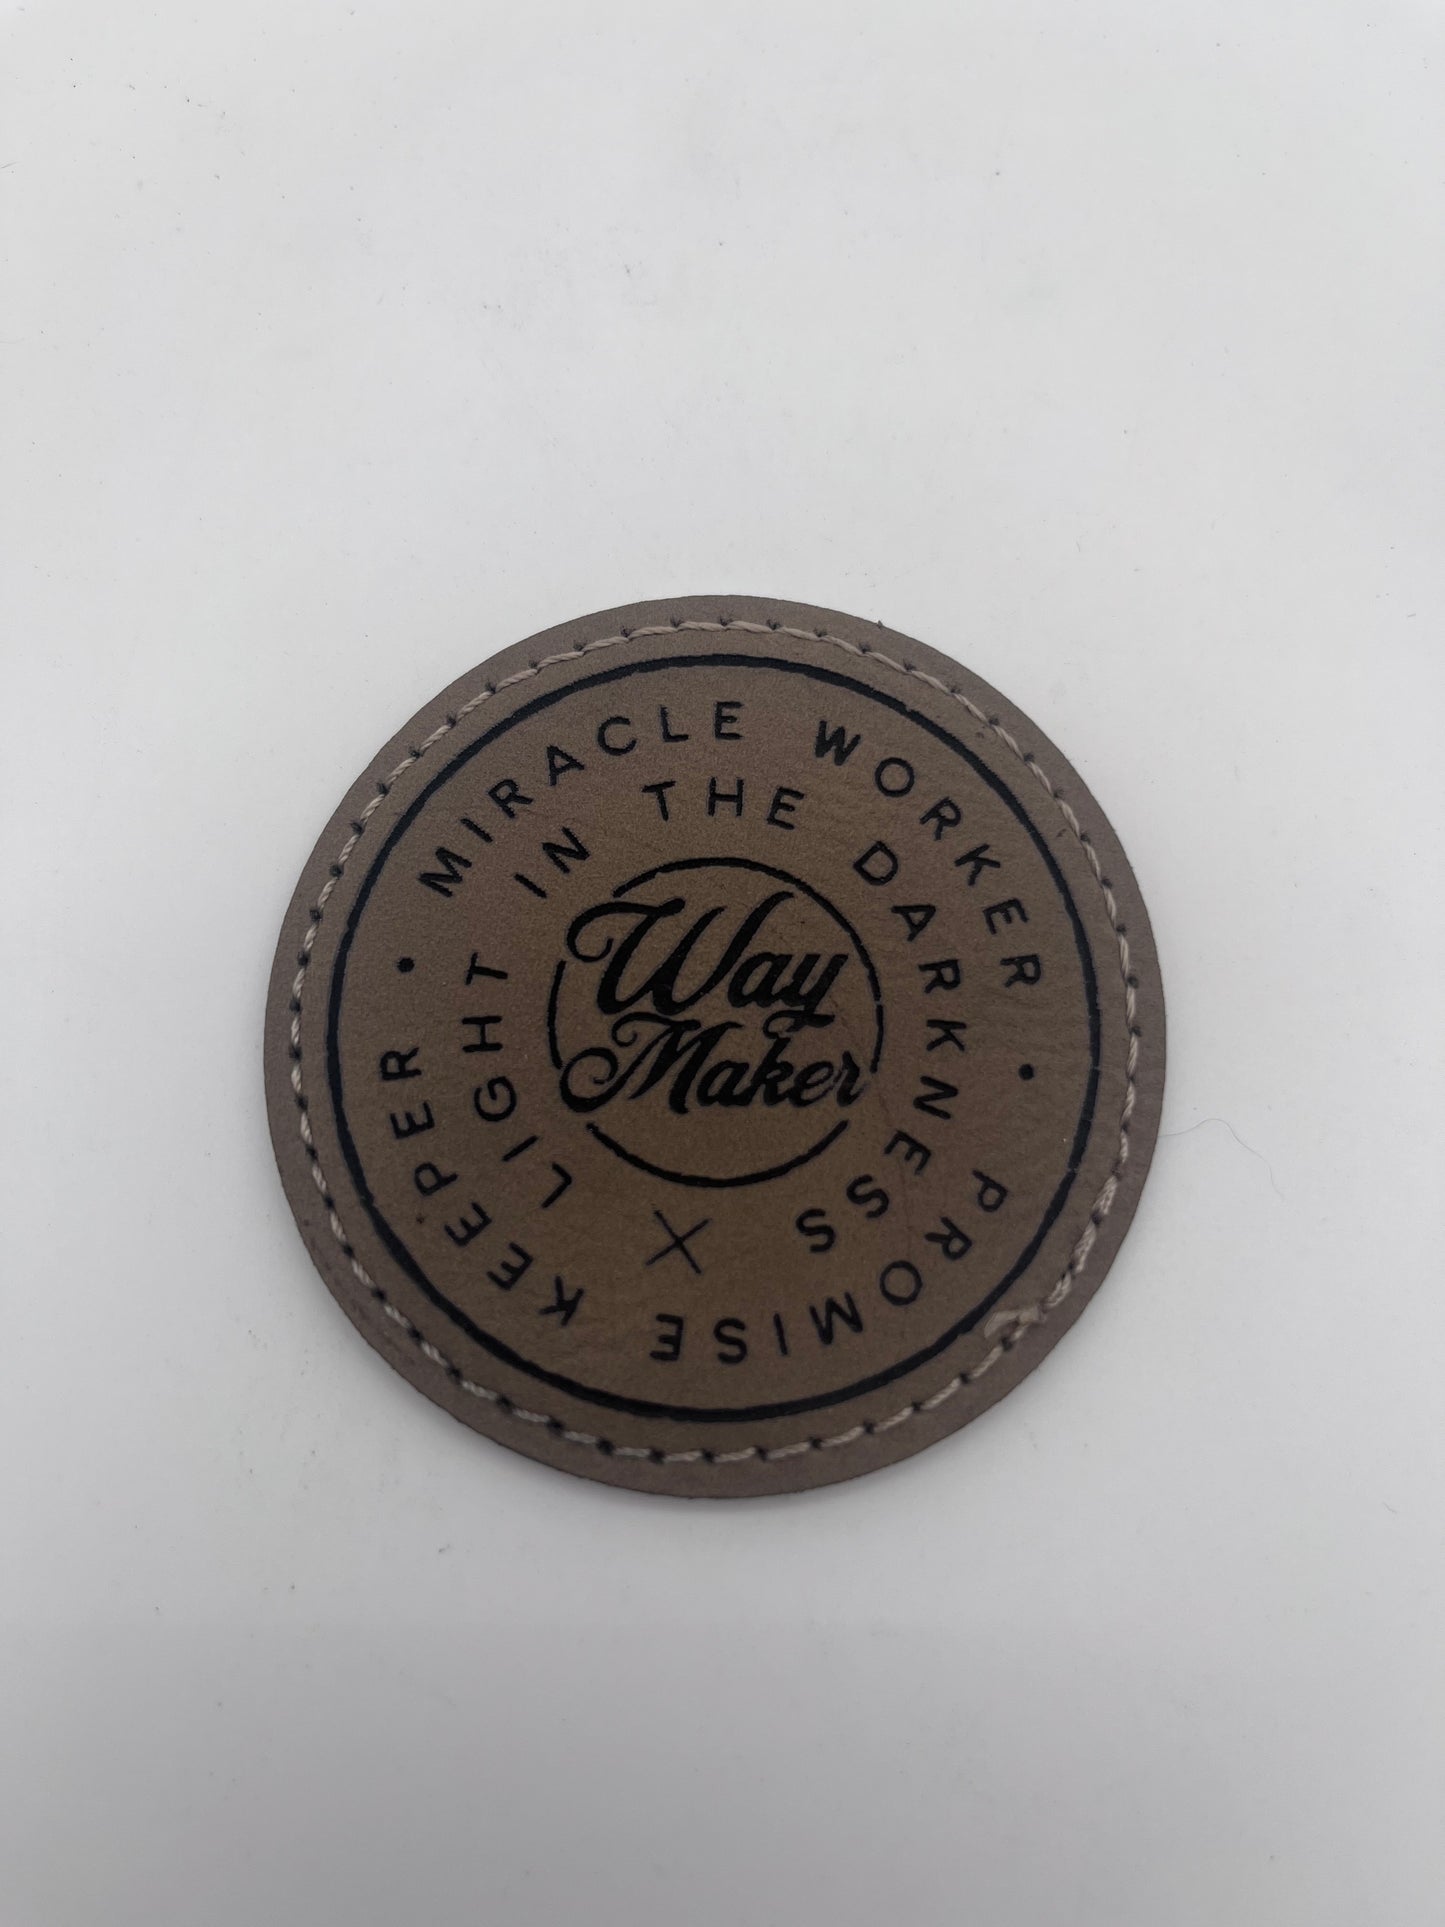 • MIRACLE WORKER • PROMISE KEEPER
LIGHT IN THE DARKNESS X
Way
Maker